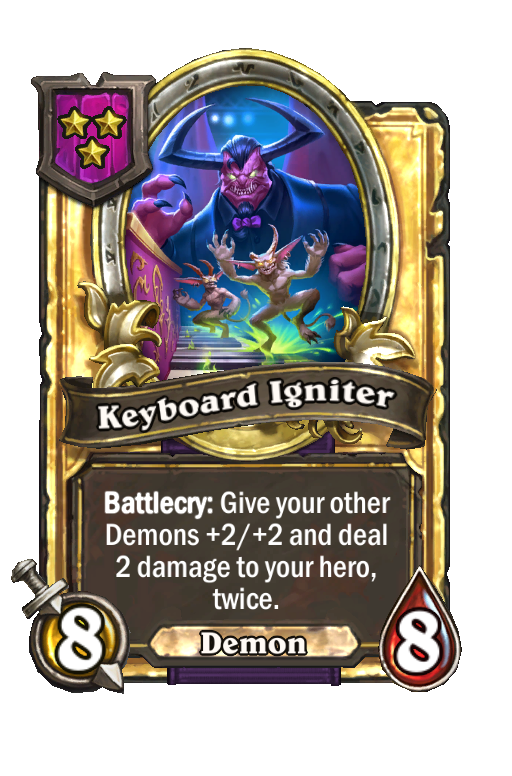 Keyboard Igniter
Battlecry: Give your other
Demons +2/+2 and deal
2 damage to your hero,
twice.
8
Demon
8